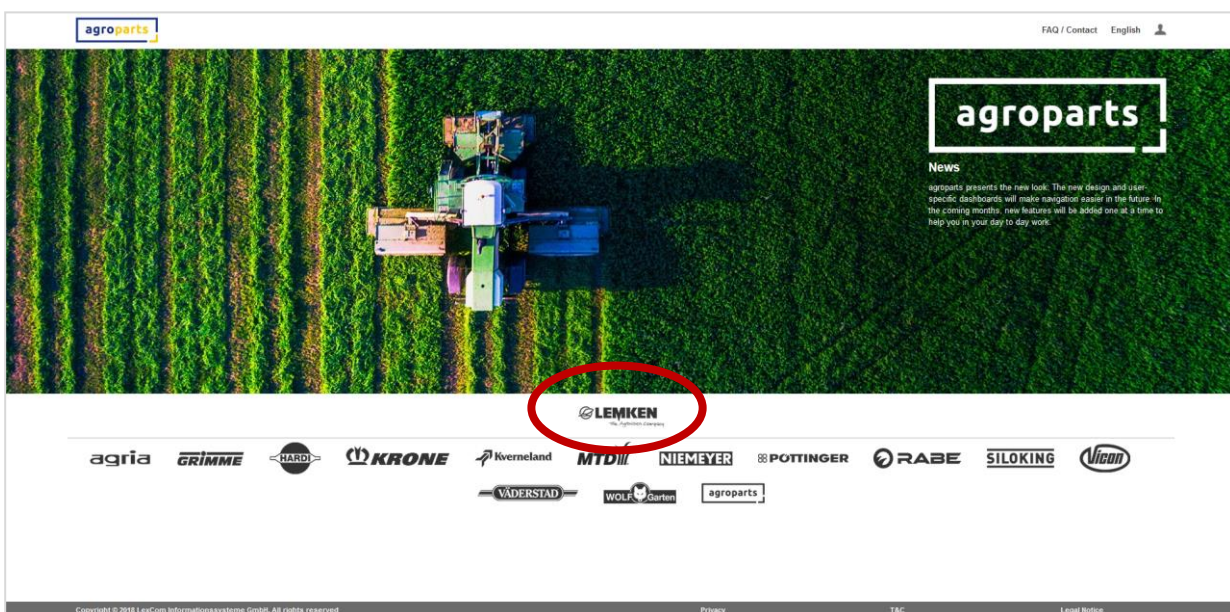 agroparts
FAQ / Contact English
agroparts
News
agroparts presents the new look. The new design and user-
specific dashboards will make navigation easier in the future. In
the coming months, new features will be added one at a time to
help you in your day to day work.
LEMKEN
The Agrovision Company
agria GRIMME HARDI KRONE Kverneland MTD NIEMEYER PÖTTINGER RABE SILOKING Vicon
VÄDERSTAD WOLF Garten agroparts
Copyright © 2018 LexCom Informationssysteme GmbH. All rights reserved Privacy T&C Legal Notice